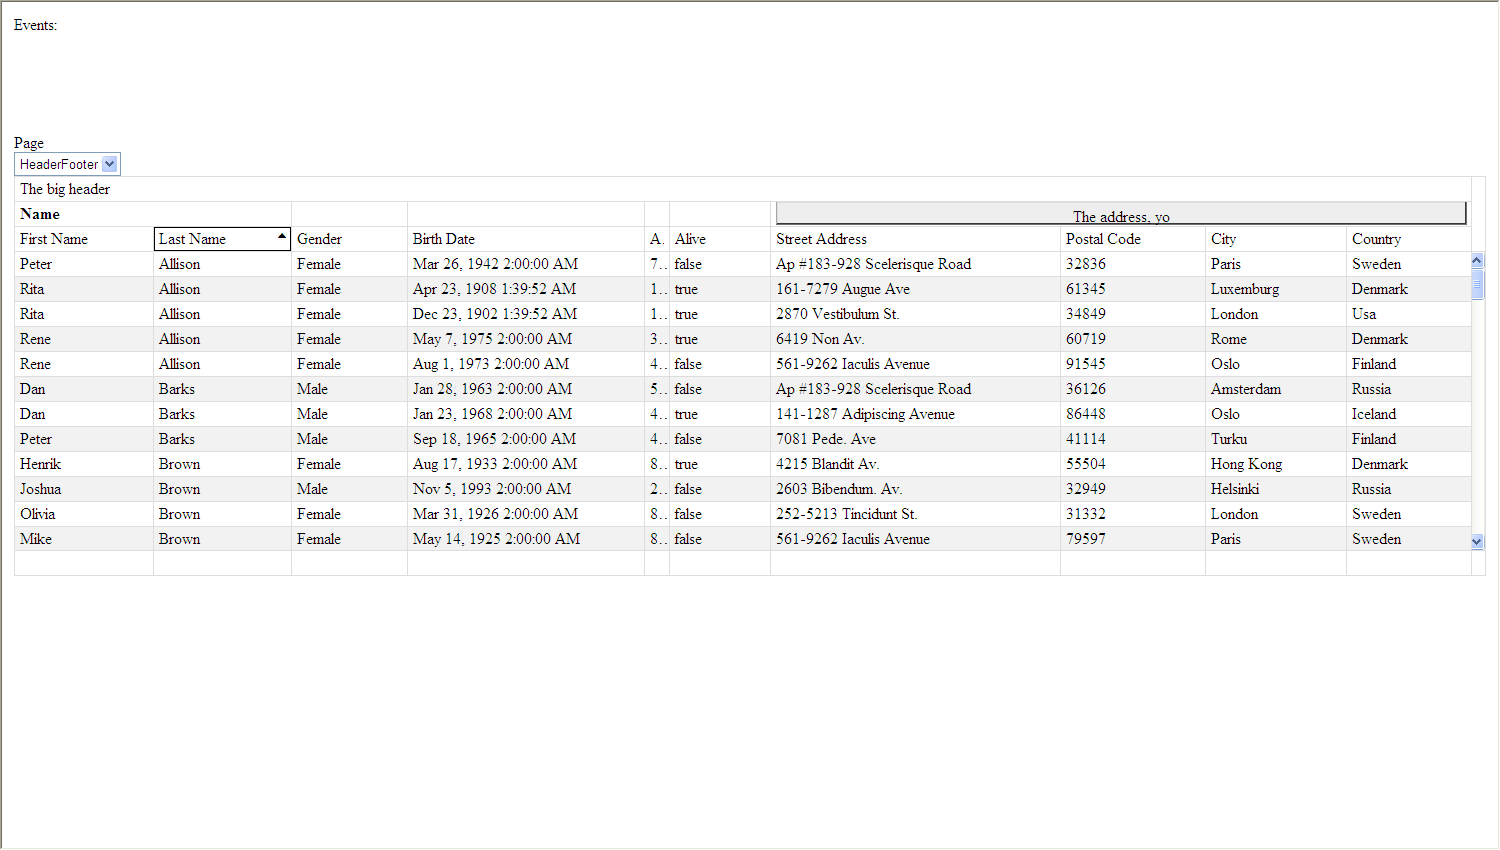 Events:
Page
HeaderFooter
The big header
Name The address, yo
First Name Last Name Gender Birth Date A. Alive Street Address Postal Code City Country
Peter Allison Female Mar 26, 1942 2:00:00 AM 7.. false Ap #183-928 Scelerisque Road 32836 Paris Sweden
Rita Allison Female Apr 23, 1908 1:39:52 AM 1.. true 161-7279 Augue Ave 61345 Luxemburg Denmark
Rita Allison Female Dec 23, 1902 1:39:52 AM 1.. true 2870 Vestibulum St. 34849 London Usa
Rene Allison Female May 7, 1975 2:00:00 AM 3.. true 6419 Non Av. 60719 Rome Denmark
Rene Allison Female Aug 1, 1973 2:00:00 AM 4.. false 561-9262 Iaculis Avenue 91545 Oslo Finland
Dan Barks Male Jan 28, 1963 2:00:00 AM 5.. false Ap #183-928 Scelerisque Road 36126 Amsterdam Russia
Dan Barks Male Jan 23, 1968 2:00:00 AM 4.. true 141-1287 Adipiscing Avenue 86448 Oslo Iceland
Peter Barks Male Sep 18, 1965 2:00:00 AM 4.. false 7081 Pede. Ave 41114 Turku Finland
Henrik Brown Female Aug 17, 1933 2:00:00 AM 8.. true 4215 Blandit Av. 55504 Hong Kong Denmark
Joshua Brown Male Nov 5, 1993 2:00:00 AM 2.. false 2603 Bibendum. Av. 32949 Helsinki Russia
Olivia Brown Female Mar 31, 1926 2:00:00 AM 8.. false 252-5213 Tincidunt St. 31332 London Sweden
Mike Brown Female May 14, 1925 2:00:00 AM 8.. false 561-9262 Iaculis Avenue 79597 Paris Sweden